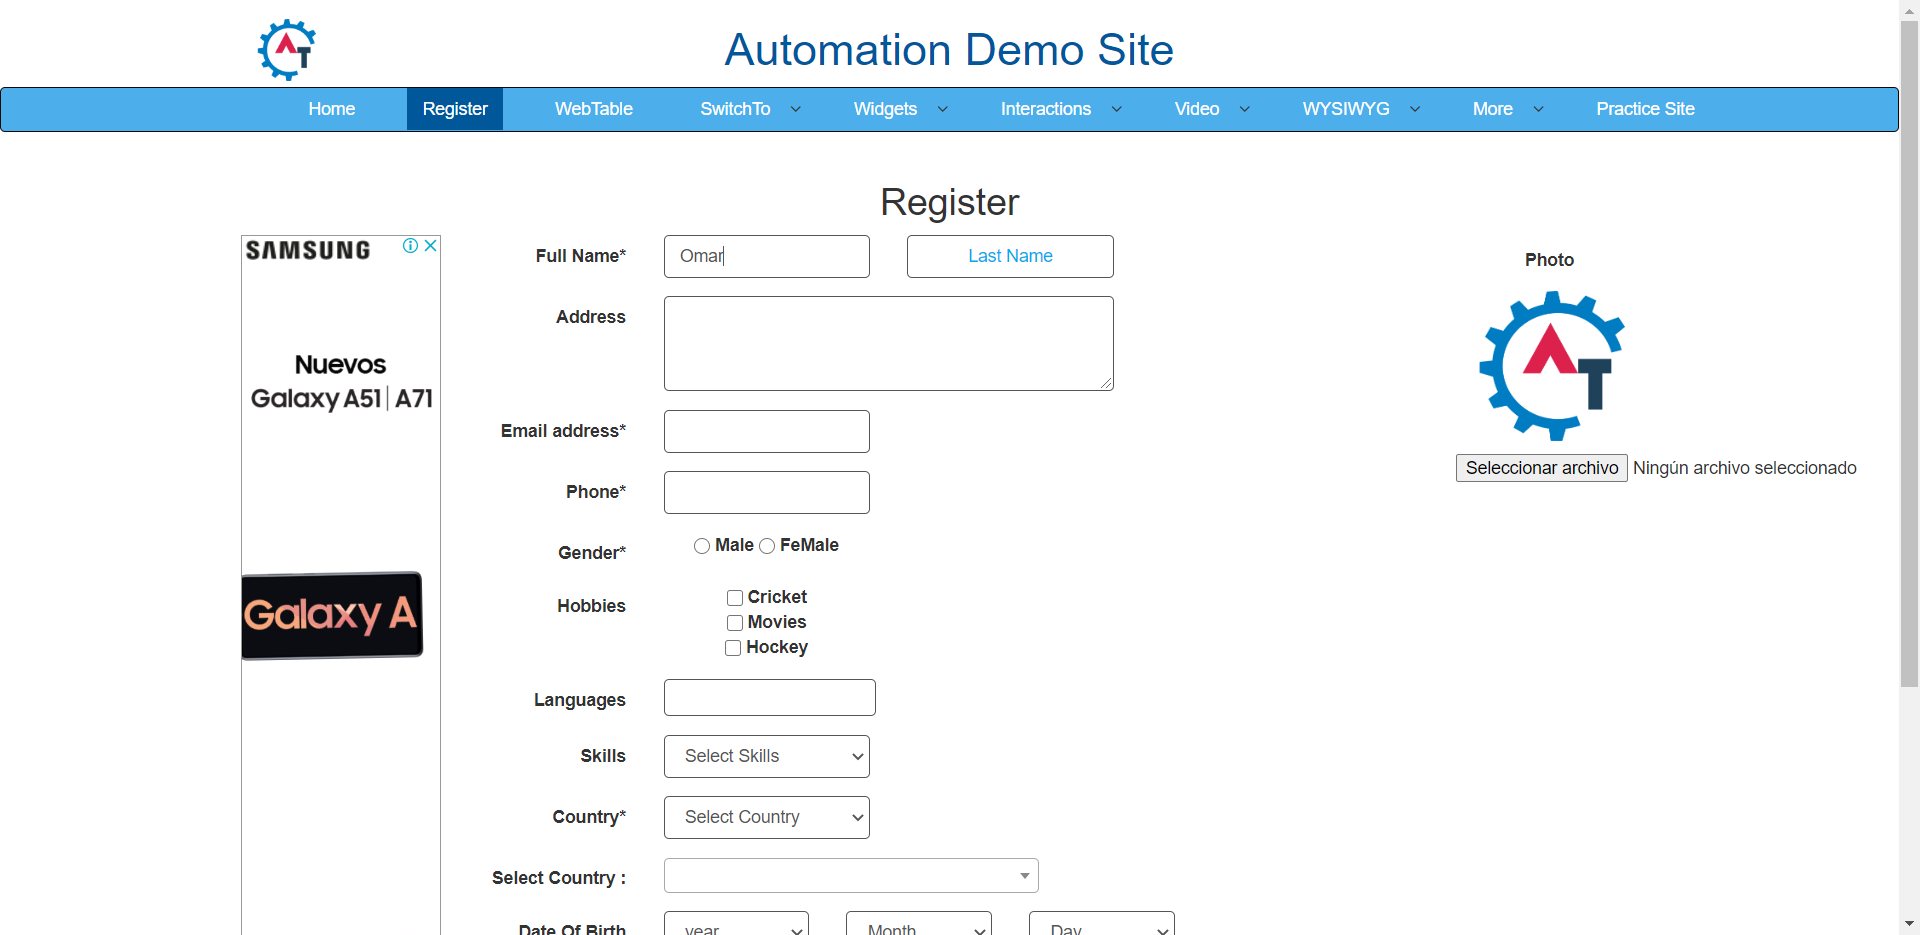 AT
Automation Demo Site
Home Register WebTable SwitchTo Widgets Interactions Video WYSIWYG More Practice Site
Register
SAMSUNG
Nuevos
Galaxy A51 | A71
Galaxy A
Full Name* Omar Last Name
Address
Email address*
Phone*
Gender* Male FeMale
Hobbies Cricket
Movies
Hockey
Languages
Skills Select Skills
Country* Select Country
Select Country :
Date Of Birth year Month Day
Photo
AT
Seleccionar archivo Ningún archivo seleccionado